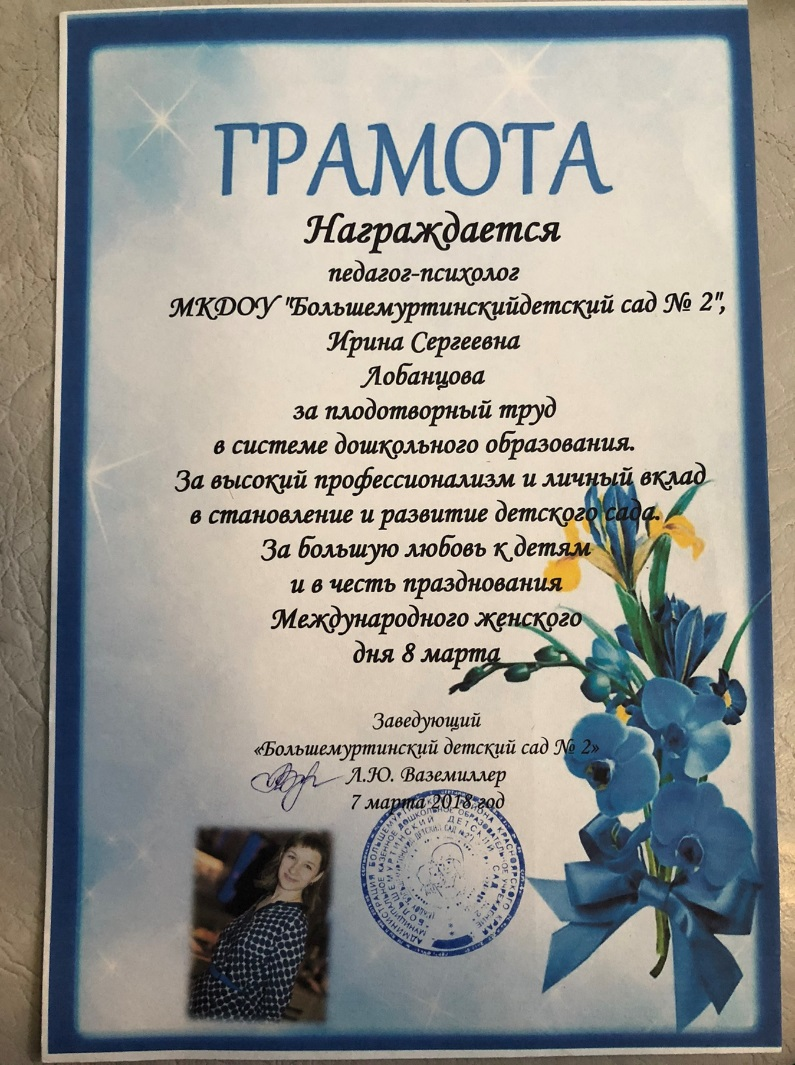 ГРАМОТА
Награждается
педагог-психолог
МКДОУ "Большемуртинскийдетский сад № 2",
Ирина Сергеевна
Лобанцова
за плодотворный труд
в системе дошкольного образования.
За высокий профессионализм и личный вклад
в становление и развитие детского сада.
За большую любовь к детям
и в честь празднования
Международного женского
дня 8 марта
Заведующий
«Большемуртинский детский сад № 2»
Л.Ю. Ваземиллер
7 марта 2018 год